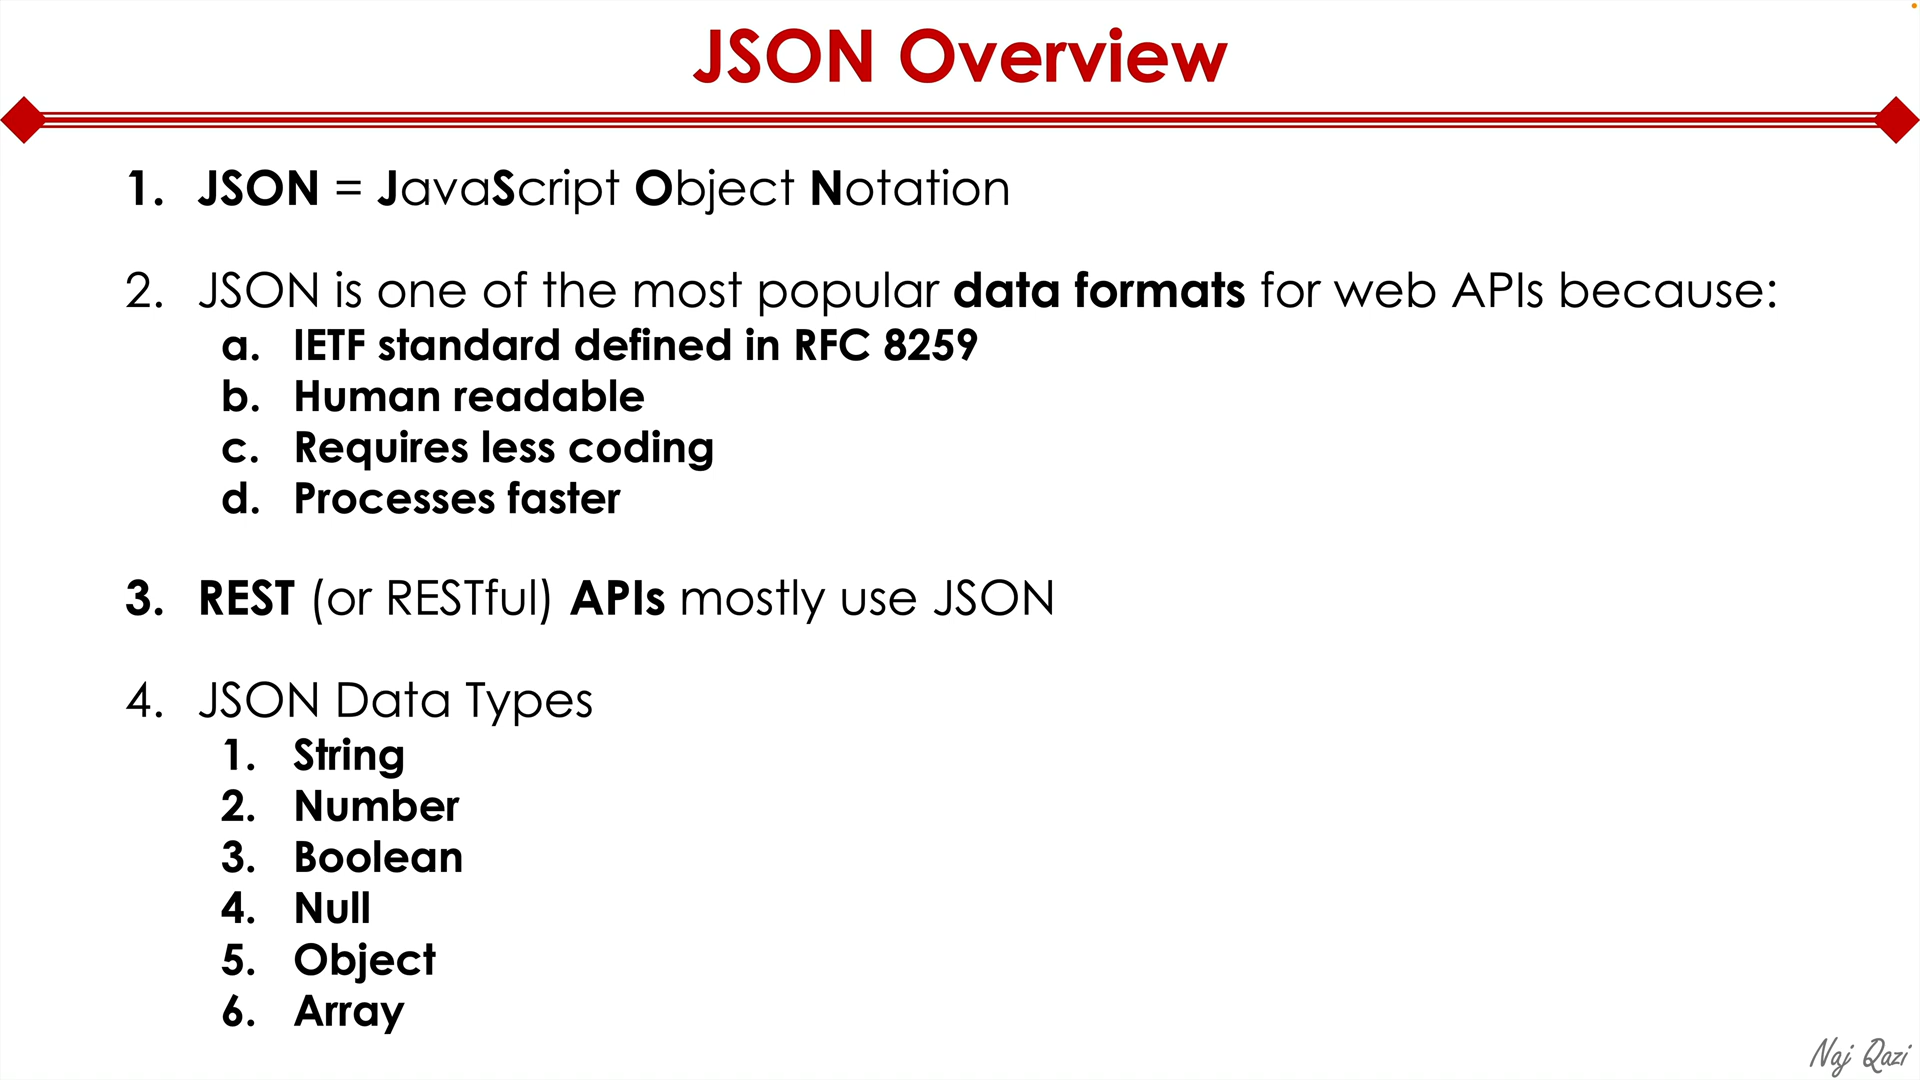 JSON Overview
1. JSON = JavaScript Object Notation
2. JSON is one of the most popular data formats for web APIs because:
a. IETF standard defined in RFC 8259
b. Human readable
c. Requires less coding
d. Processes faster
3. REST (or RESTful) APIs mostly use JSON
4. JSON Data Types
1. String
2. Number
3. Boolean
4. Null
5. Object
6. Array
Naj Qazi